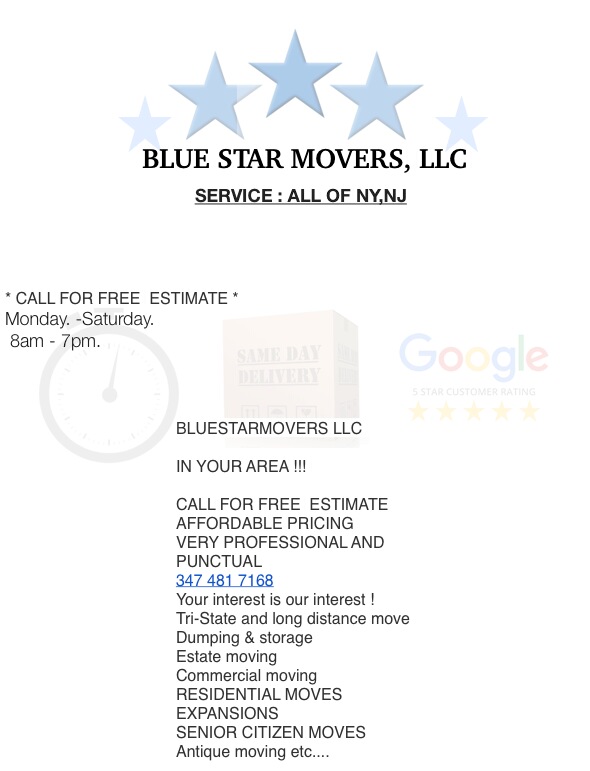 BLUE STAR MOVERS, LLC
SERVICE : ALL OF NY,NJ
* CALL FOR FREE  ESTIMATE *
Monday. -Saturday.
8am - 7pm.
SAME DAY
DELIVERY
Google
5 STAR CUSTOMER RATING
BLUESTARMOVERS LLC
IN YOUR AREA !!!
CALL FOR FREE  ESTIMATE
AFFORDABLE PRICING
VERY PROFESSIONAL AND
PUNCTUAL
347 481 7168
Your interest is our interest !
Tri-State and long distance move
Dumping & storage
Estate moving
Commercial moving
RESIDENTIAL MOVES
EXPANSIONS
SENIOR CITIZEN MOVES
Antique moving etc....